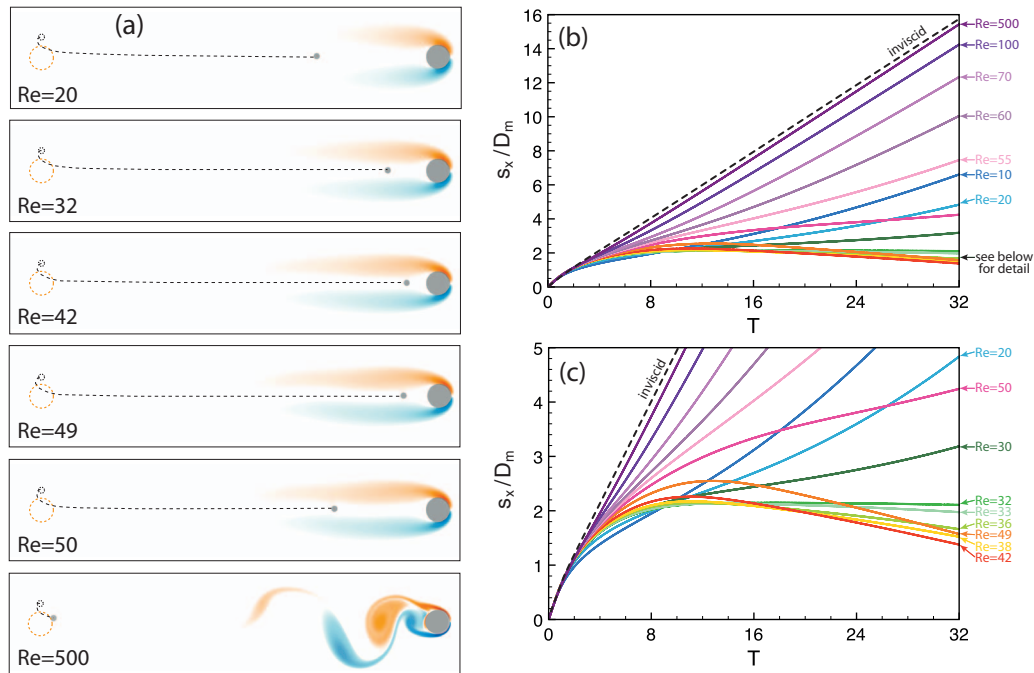 (a)
Re=20
Re=32
Re=42
Re=49
Re=50
Re=500
(b)
16
14
12
10
8
6
4
2
0
s_x / D_m
0
8
16
24
32
T
inviscid
Re=500
Re=100
Re=70
Re=60
Re=55
Re=10
Re=20
see below
for detail
(c)
5
4
3
2
1
0
s_x / D_m
0
8
16
24
32
T
inviscid
Re=20
Re=50
Re=30
Re=32
Re=33
Re=36
Re=49
Re=38
Re=42